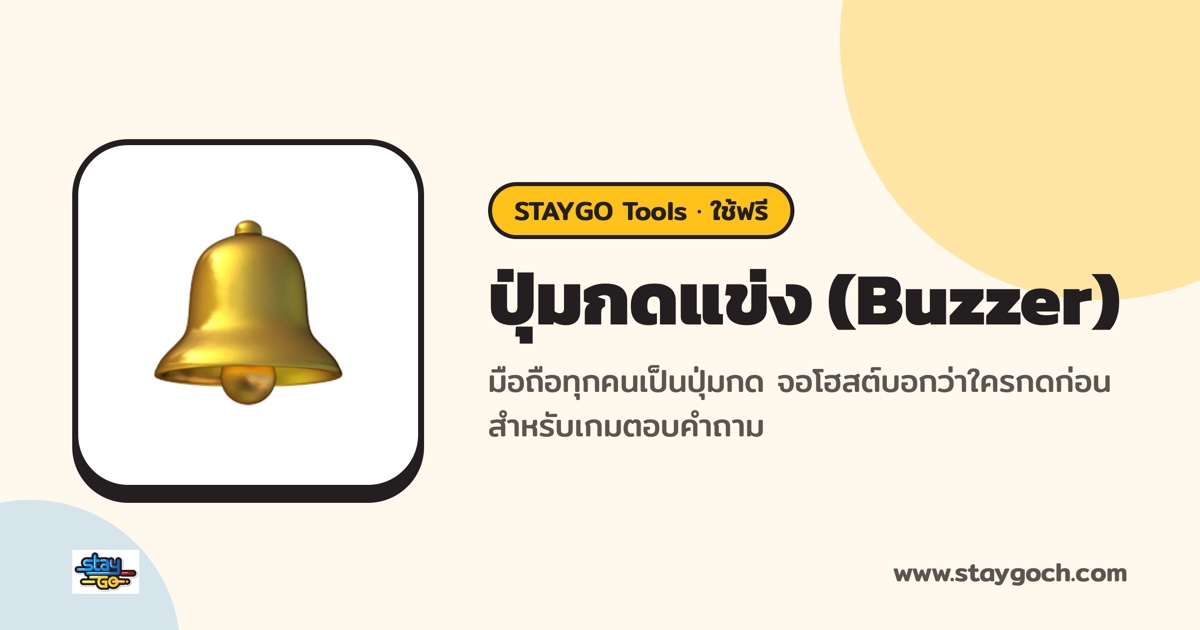 STAYGO Tools · ใช้ฟรี
ปุ่มกดแข่ง (Buzzer)
มือถือทุกคนเป็นปุ่มกด จอโฮสต์บอกว่าใครกดก่อน
สำหรับเกมตอบคำถาม
stay
GO
www.staygoch.com